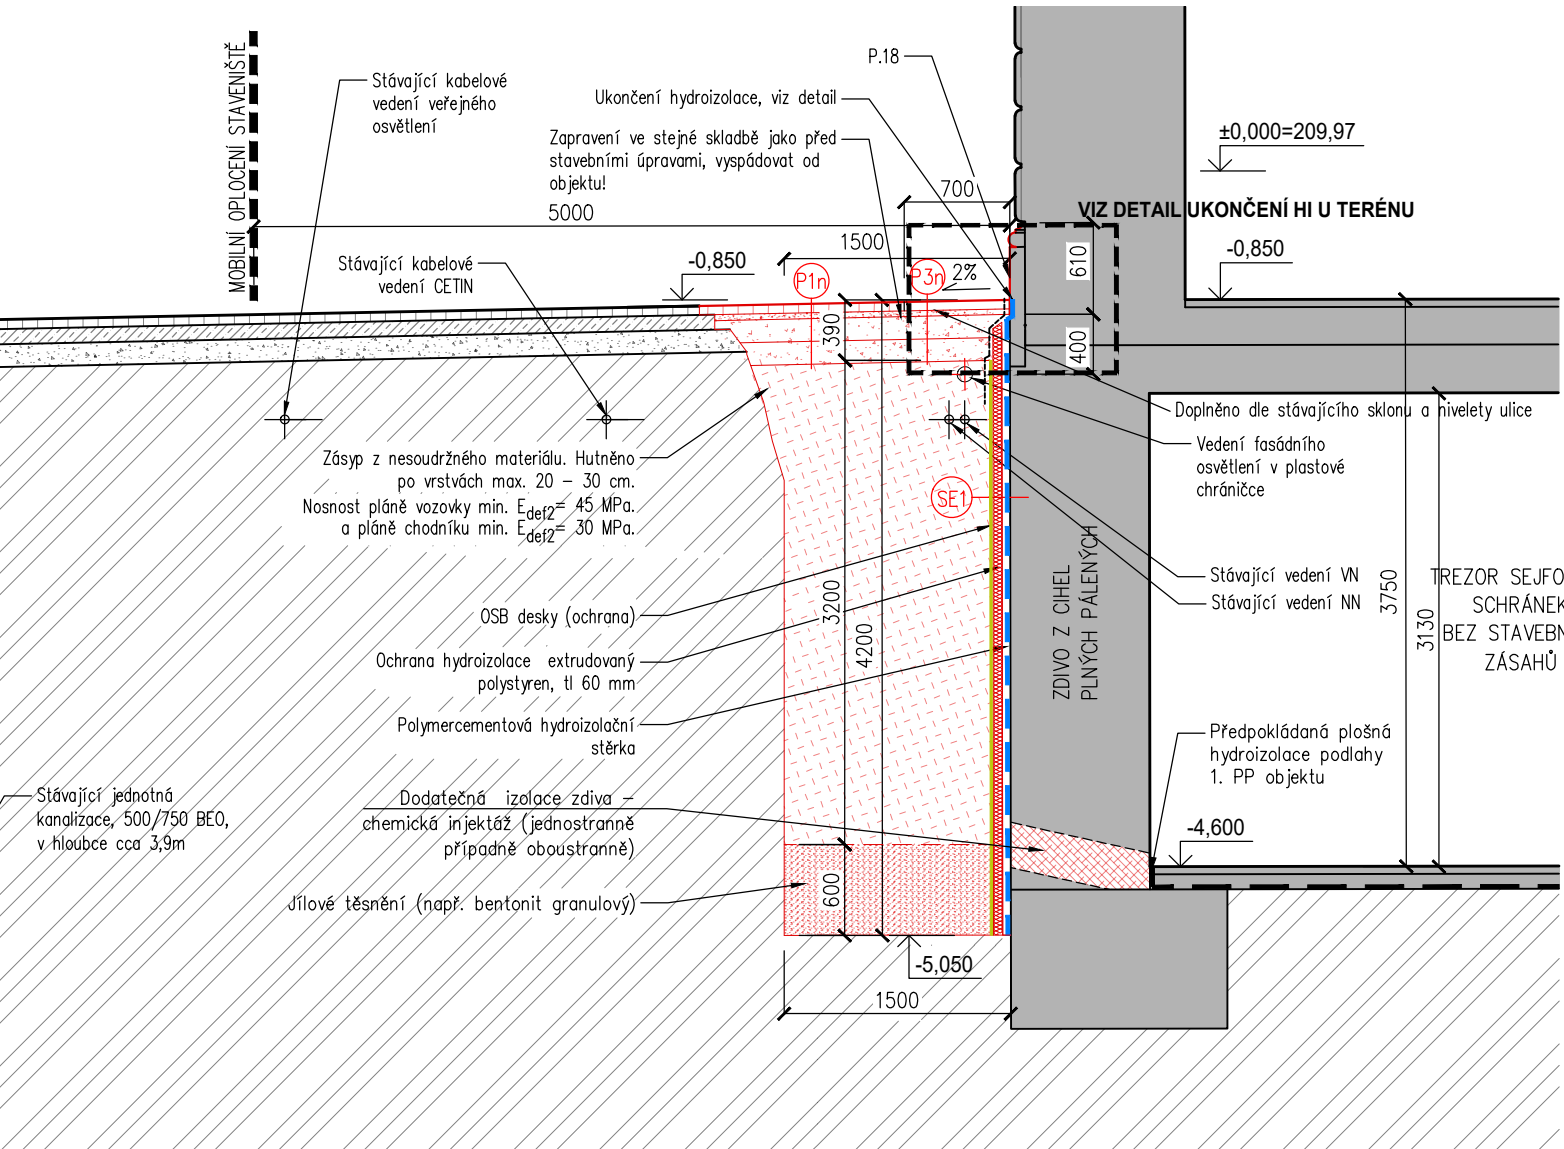 MOBILNÍ OPLOCENÍ STAVENIŠTĚ
Stávající kabelové
vedení veřejného
osvětlení
P.18
Ukončení hydroizolace, viz detail
Zapravení ve stejné skladbě jako před
stavebními úpravami, vyspádovat od
objektu!
±0,000=209,97
700
VIZ DETAIL UKONČENÍ HI U TERÉNU
5000
1500
-0,850
-0,850
610
Stávající kabelové
vedení CETIN
P1n
P3n
2%
390
400
Doplněno dle stávajícího sklonu a nivelety ulice
Vedení fasádního
osvětlení v plastové
chráničce
Zásyp z nesoudržného materiálu. Hutněno
po vrstvách max. 20 – 30 cm.
Nosnost pláně vozovky min. Edef2= 45 MPa.
a pláně chodníku min. Edef2= 30 MPa.
SE1
ZDIVO Z CIHEL
PLNÝCH PÁLENÝCH
Stávající vedení VN
Stávající vedení NN
3750
3130
TREZOR SEJFO
SCHRÁNEK
BEZ STAVEBN
ZÁSAHŮ
3200
4200
OSB desky (ochrana)
Ochrana hydroizolace extrudovaný
polystyren, tl 60 mm
Polymercementová hydroizolační
stěrka
Předpokládaná plošná
hydroizolace podlahy
1. PP objektu
Stávající jednotná
kanalizace, 500/750 BEO,
v hloubce cca 3,9m
Dodatečná izolace zdiva –
chemická injektáž (jednostranně
případně oboustranně)
-4,600
600
Jílové těsnění (např. bentonit granulový)
-5,050
1500